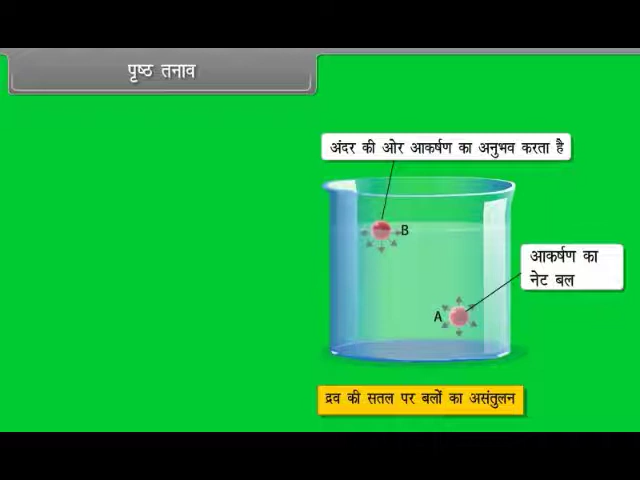 पृष्ठ तनाव
अंदर की ओर आकर्षण का अनुभव करता है
B
आकर्षण का
नेट बल
A
द्रव की सतल पर बलों का असंतुलन